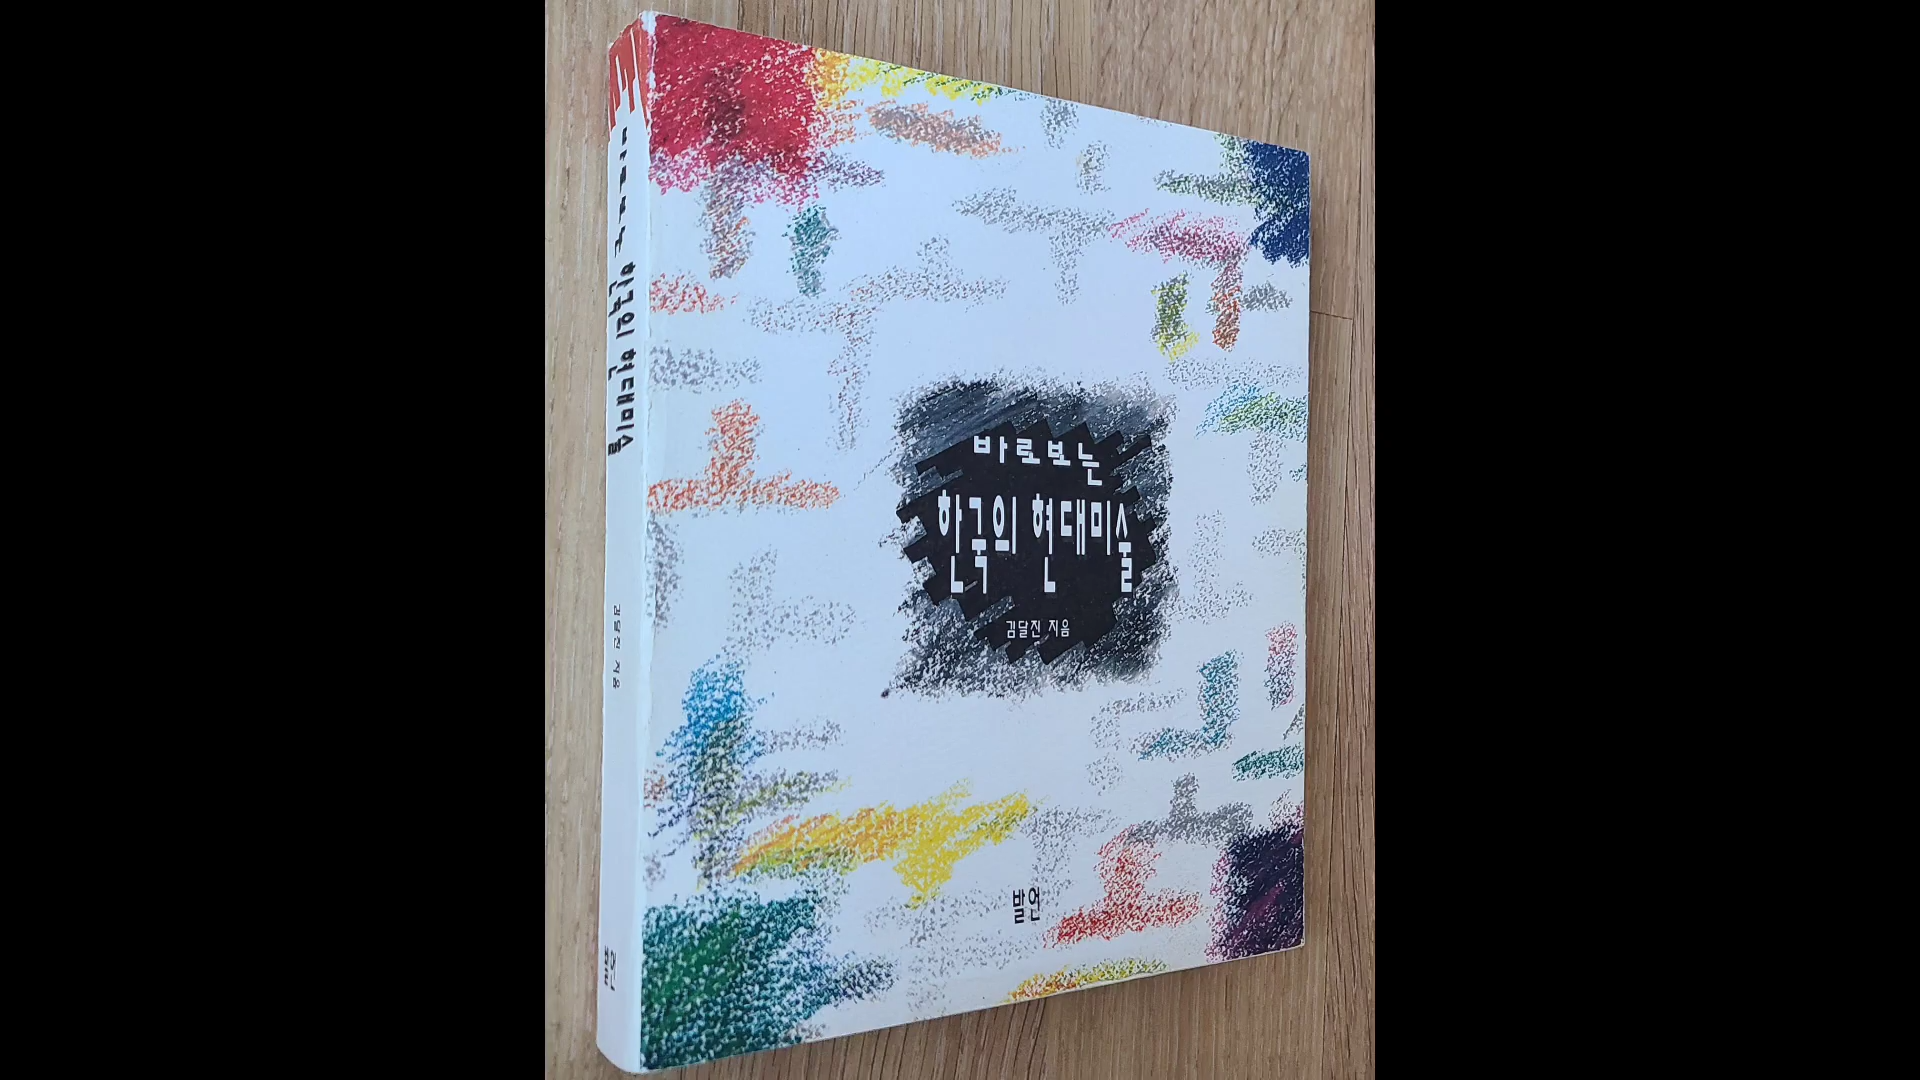 바로보는
한국의 현대미술
김달진 지음
발언
바로보는 한국의 현대미술
김달진 지음
발언